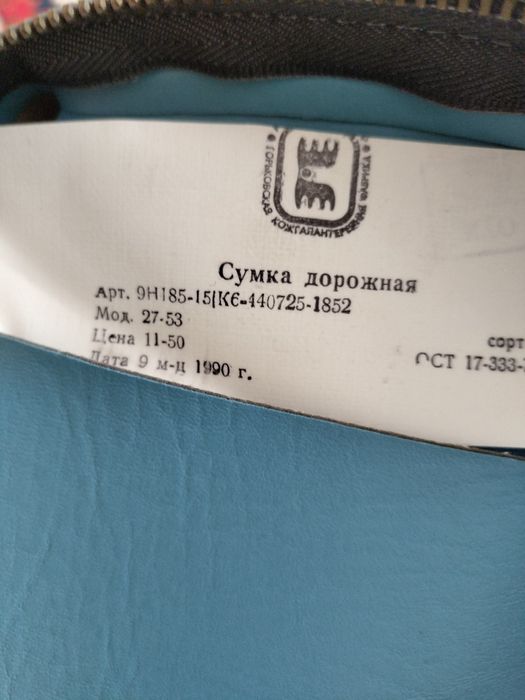 ГОРЬКОВСКАЯ КОЖГАЛАНТЕРЕЙНАЯ ФАБРИКА
Сумка дорожная
Арт. 9Н185-15(К6-440725-1852
Мод. 27-53
Цена 11-50
сорт
Дата 9 м-ц 1990 г.
ОСТ 17-333-